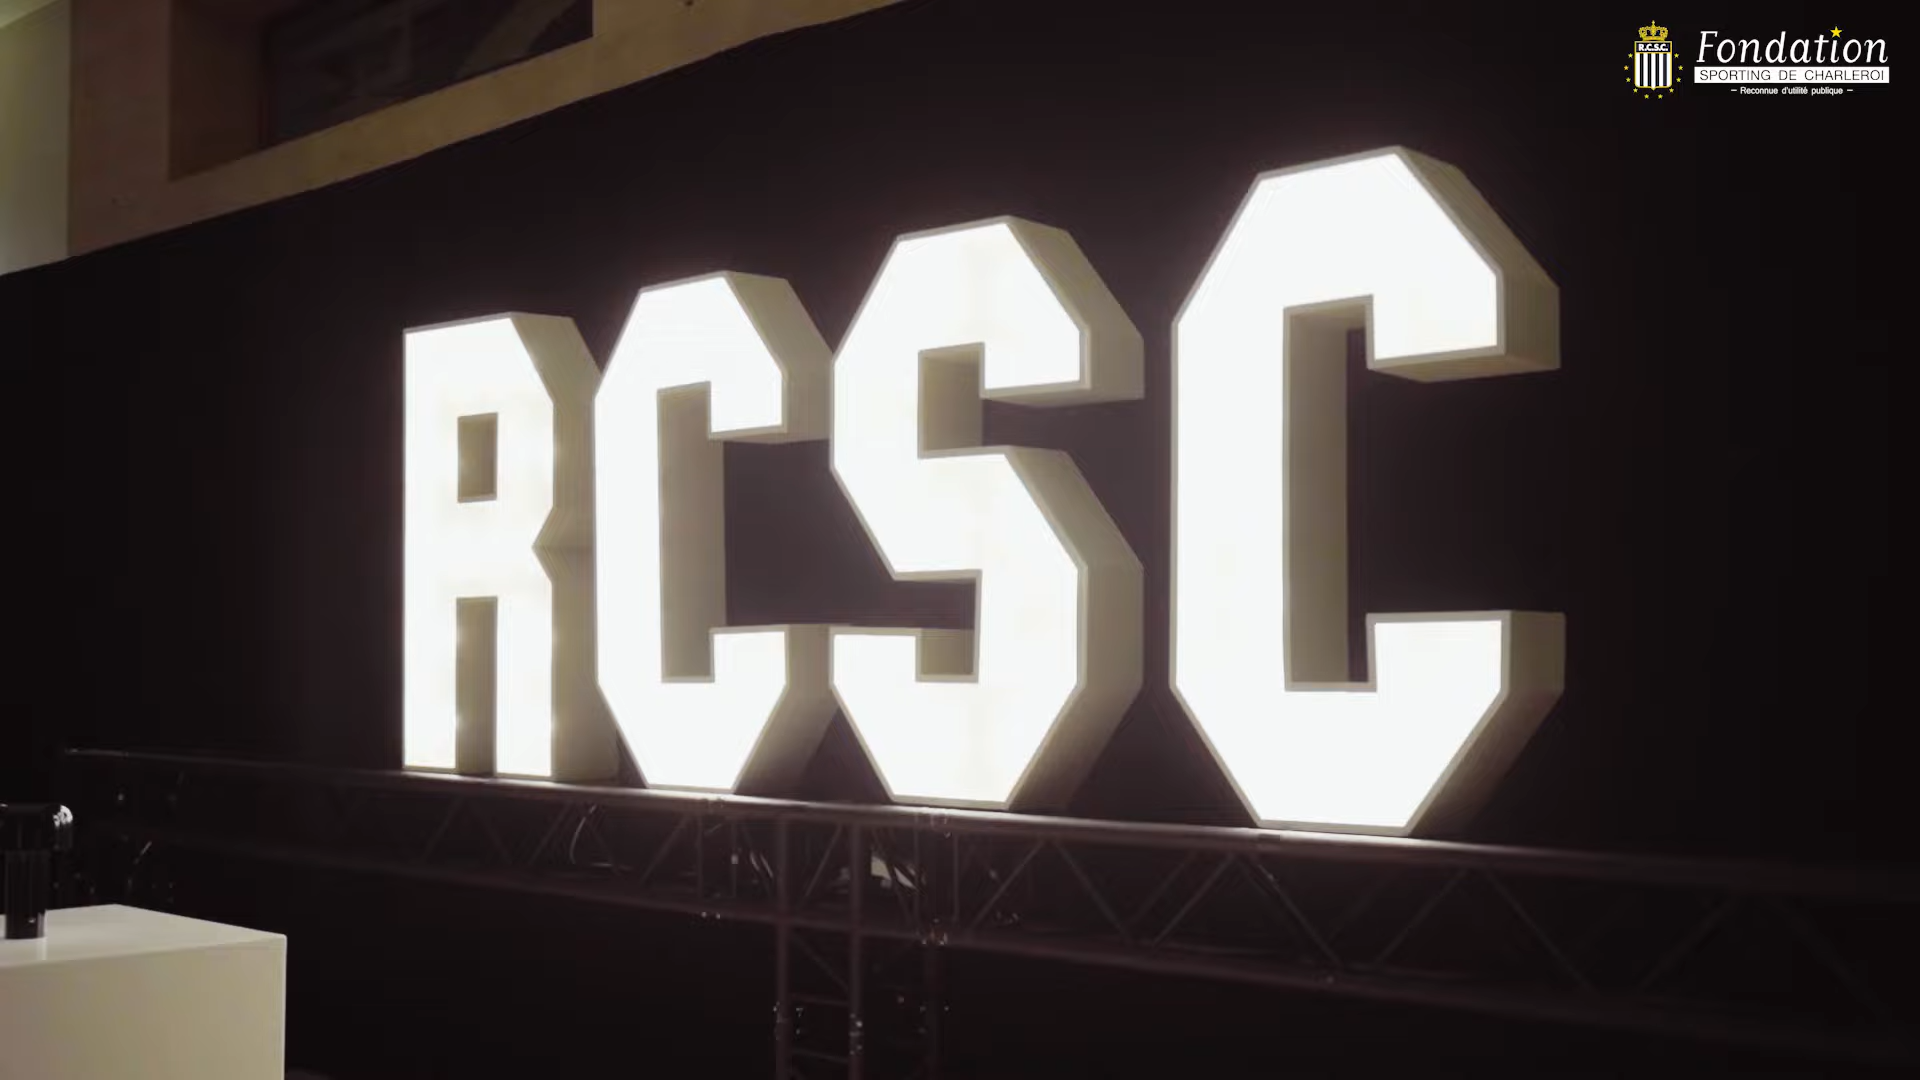 R.C.S.C.
Fondation
SPORTING DE CHARLEROI
– Reconnue d'utilité publique –
RCSC